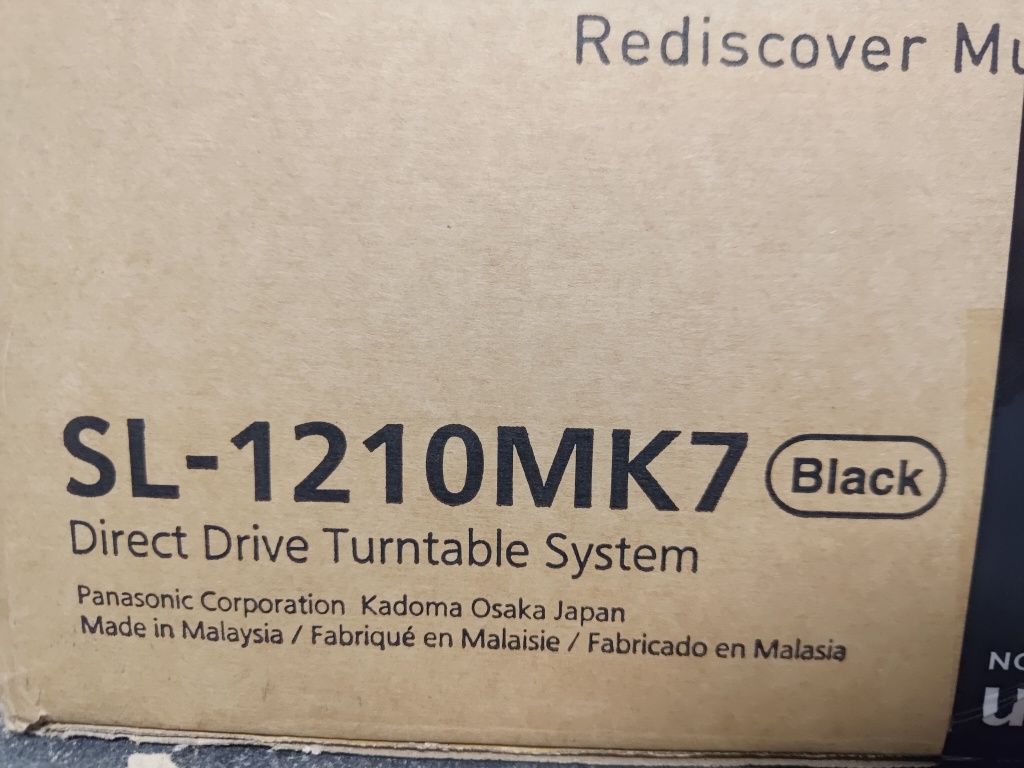 Rediscover Mu
SL-1210MK7 Black
Direct Drive Turntable System
Panasonic Corporation Kadoma Osaka Japan
Made in Malaysia / Fabriqué en Malaisie / Fabricado en Malasia